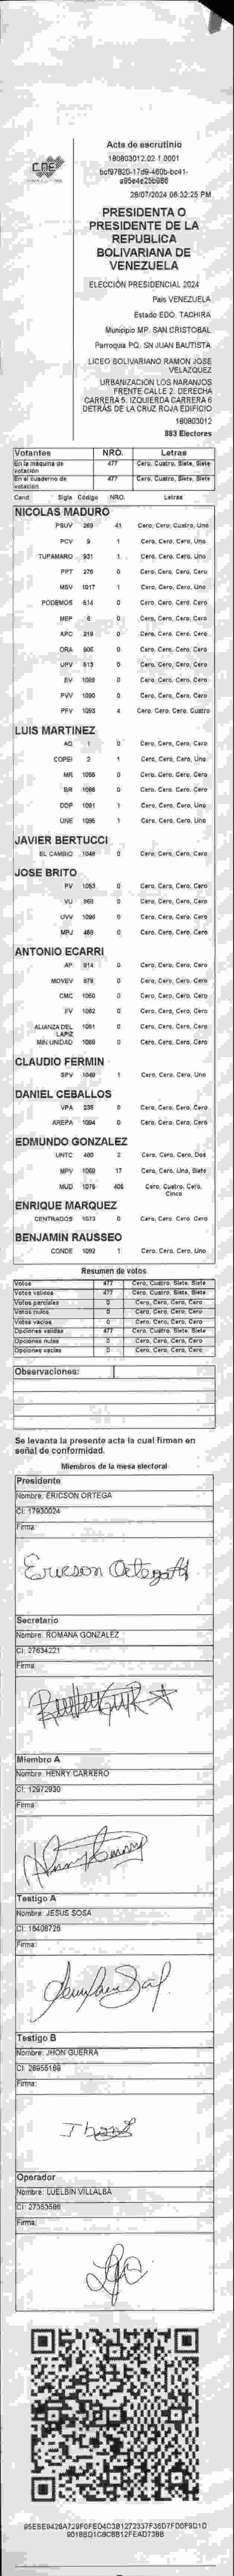 CNE
Acta de escrutinio
180803012.02.1.0001
28/07/2024 06:32:25 PM
PRESIDENTA O
PRESIDENTE DE LA
REPUBLICA
BOLIVARIANA DE
VENEZUELA
ELECCIÓN PRESIDENCIAL 2024
Pais VENEZUELA
Estado EDO. TACHIRA
Municipio MP. SAN CRISTOBAL
Parroquia PQ. SN JUAN BAUTISTA
LICEO BOLIVARIANO RAMON JOSE
VELAZQUEZ
URBANIZACIÓN LOS NARANJOS
FRENTE CALLE 2. DERECHA
CARRERA 5. IZQUIERDA CARRERA 6
DETRÁS DE LA CRUZ ROJA EDIFICIO
180803012
883 Electores
Votantes NRO. Letras
En la máquina de votación 477 Cero, Cuatro, Siete, Siete
En el cuaderno de votación 477 Cero, Cuatro, Siete, Siete
Cand Sigla Código NRO. Letras
NICOLAS MADURO
PSUV 269 41 Cero, Cero, Cuatro, Uno
PCV 9 1 Cero, Cero, Cero, Uno
TUPAMARO 931 1 Cero, Cero, Cero, Uno
PPT 276 0 Cero, Cero, Cero, Cero
MSV 1017 1 Cero, Cero, Cero, Uno
PODEMOS 514 0 Cero, Cero, Cero, Cero
MEP 6 0 Cero, Cero, Cero, Cero
APC 219 0 Cero, Cero, Cero, Cero
ORA 906 0 Cero, Cero, Cero, Cero
UPV 513 0 Cero, Cero, Cero, Cero
EV 1088 0 Cero, Cero, Cero, Cero
PVV 1090 0 Cero, Cero, Cero, Cero
PFV 1093 4 Cero, Cero, Cero, Cuatro
LUIS MARTINEZ
AD 1 0 Cero, Cero, Cero, Cero
COPEI 2 1 Cero, Cero, Cero, Uno
MR 1055 0 Cero, Cero, Cero, Cero
BR 1066 0 Cero, Cero, Cero, Cero
DDP 1091 1 Cero, Cero, Cero, Uno
UNE 1095 1 Cero, Cero, Cero, Uno
JAVIER BERTUCCI
EL CAMBIO 1048 0 Cero, Cero, Cero, Cero
JOSE BRITO
PV 1053 0 Cero, Cero, Cero, Cero
VU 969 0 Cero, Cero, Cero, Cero
UVV 1096 0 Cero, Cero, Cero, Cero
MPJ 469 0 Cero, Cero, Cero, Cero
ANTONIO ECARRI
AP 914 0 Cero, Cero, Cero, Cero
MOVEV 978 0 Cero, Cero, Cero, Cero
CMC 1050 0 Cero, Cero, Cero, Cero
FV 1062 0 Cero, Cero, Cero, Cero
ALIANZA DEL LAPIZ 1081 0 Cero, Cero, Cero, Cero
MIN UNIDAD 1069 0 Cero, Cero, Cero, Cero
CLAUDIO FERMIN
SPV 1049 1 Cero, Cero, Cero, Uno
DANIEL CEBALLOS
VPA 235 0 Cero, Cero, Cero, Cero
AREPA 1094 0 Cero, Cero, Cero, Cero
EDMUNDO GONZALEZ
UNTC 480 2 Cero, Cero, Cero, Dos
MPV 1059 17 Cero, Cero, Uno, Siete
MUD 1075 405 Cero, Cuatro, Cero, Cinco
ENRIQUE MARQUEZ
CENTRADOS 1073 0 Cero, Cero, Cero, Cero
BENJAMIN RAUSSEO
CONDE 1092 1 Cero, Cero, Cero, Uno
Resumen de votos
Votos 477 Cero, Cuatro, Siete, Siete
Votos validos 477 Cero, Cuatro, Siete, Siete
Votos parciales 0 Cero, Cero, Cero, Cero
Votos nulos 0 Cero, Cero, Cero, Cero
Votos vacios 0 Cero, Cero, Cero, Cero
Opciones validas 477 Cero, Cuatro, Siete, Siete
Opciones nulas 0 Cero, Cero, Cero, Cero
Opciones vacias 0 Cero, Cero, Cero, Cero
Observaciones:
Se levanta la presente acta la cual firman en
señal de conformidad.
Miembros de la mesa electoral
Presidente
Nombre: ERICSON ORTEGA
CI: 17930024
Firma:
Ericson Ortega
Secretario
Nombre: ROMANA GONZALEZ
CI: 27634221
Firma:
Miembro A
Nombre: HENRY CARRERO
CI: 12972930
Firma:
Testigo A
Nombre: JESUS SOSA
CI: 16408726
Firma:
Testigo B
Nombre: JHON GUERRA
CI: 26955169
Firma:
Jhon
Operador
Nombre: LUELBIN VILLALBA
CI: 27353586
Firma: